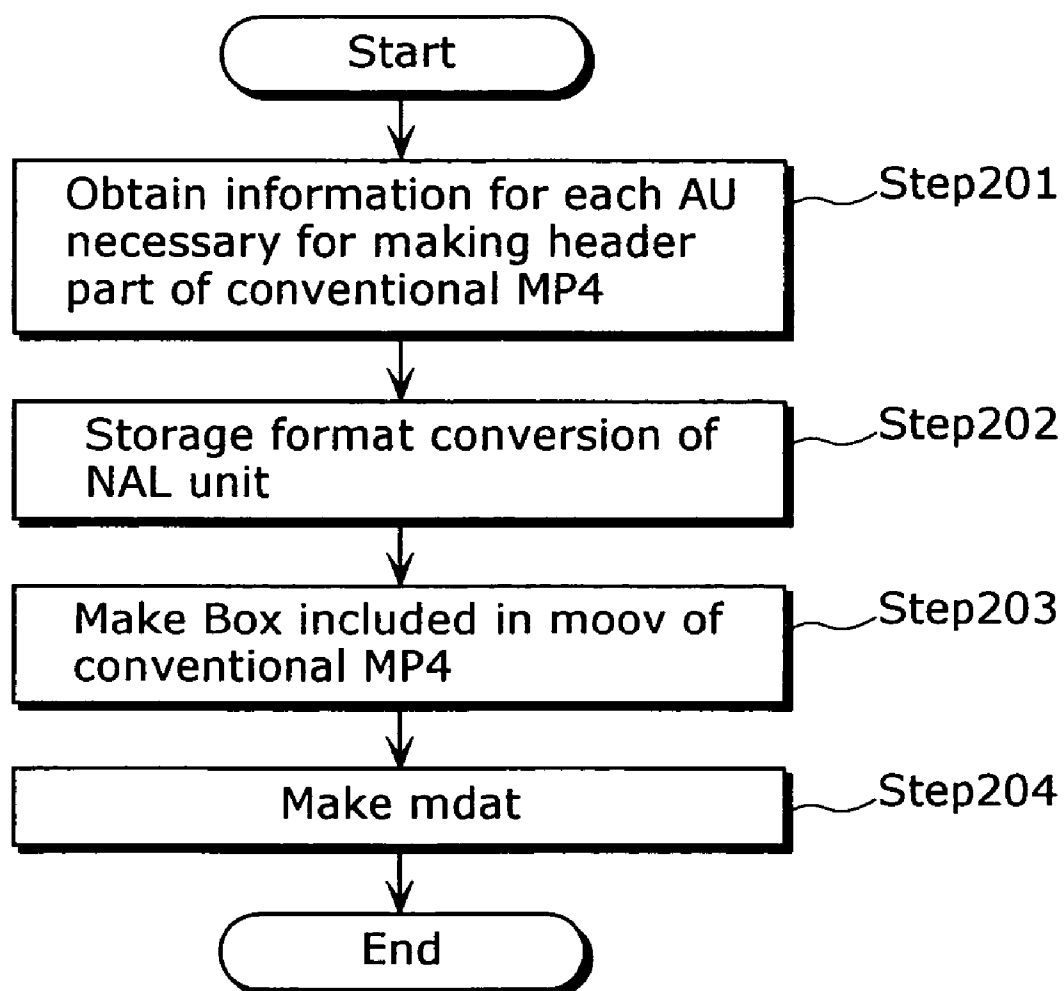 Start
Obtain information for each AU
necessary for making header
part of conventional MP4
Step201
Storage format conversion of
NAL unit
Step202
Make Box included in moov of
conventional MP4
Step203
Make mdat
Step204
End